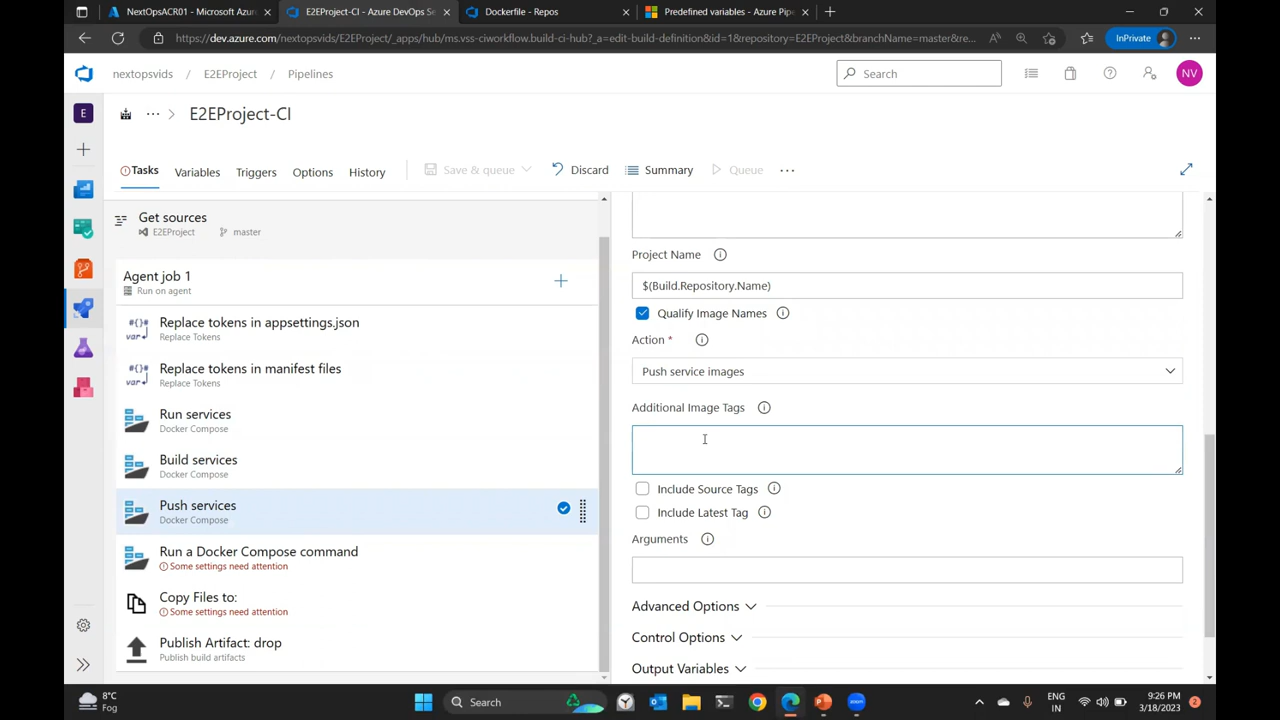 NextOpsACR01 - Microsoft Azur
E2EProject-CI - Azure DevOps Se
Dockerfile - Repos
Predefined variables - Azure Pip
https://dev.azure.com/nextopsvids/E2EProject/_apps/hub/ms.vss-ciworkflow.build-ci-hub?_a=edit-build-definition&id=1&repository=E2EProject&branchName=master&re...
InPrivate
nextopsvids / E2EProject / Pipelines
Search
NV
E
E2EProject-CI
Tasks
Variables
Triggers
Options
History
Save & queue
Discard
Summary
Queue
Get sources
E2EProject
master
Agent job 1
Run on agent
Replace tokens in appsettings.json
Replace Tokens
Replace tokens in manifest files
Replace Tokens
Run services
Docker Compose
Build services
Docker Compose
Push services
Docker Compose
Run a Docker Compose command
Some settings need attention
Copy Files to:
Some settings need attention
Publish Artifact: drop
Publish build artifacts
Project Name
$(Build.Repository.Name)
Qualify Image Names
Action *
Push service images
Additional Image Tags
Include Source Tags
Include Latest Tag
Arguments
Advanced Options
Control Options
Output Variables
8°C
Fog
Search
ENG
IN
9:26 PM
3/18/2023
2